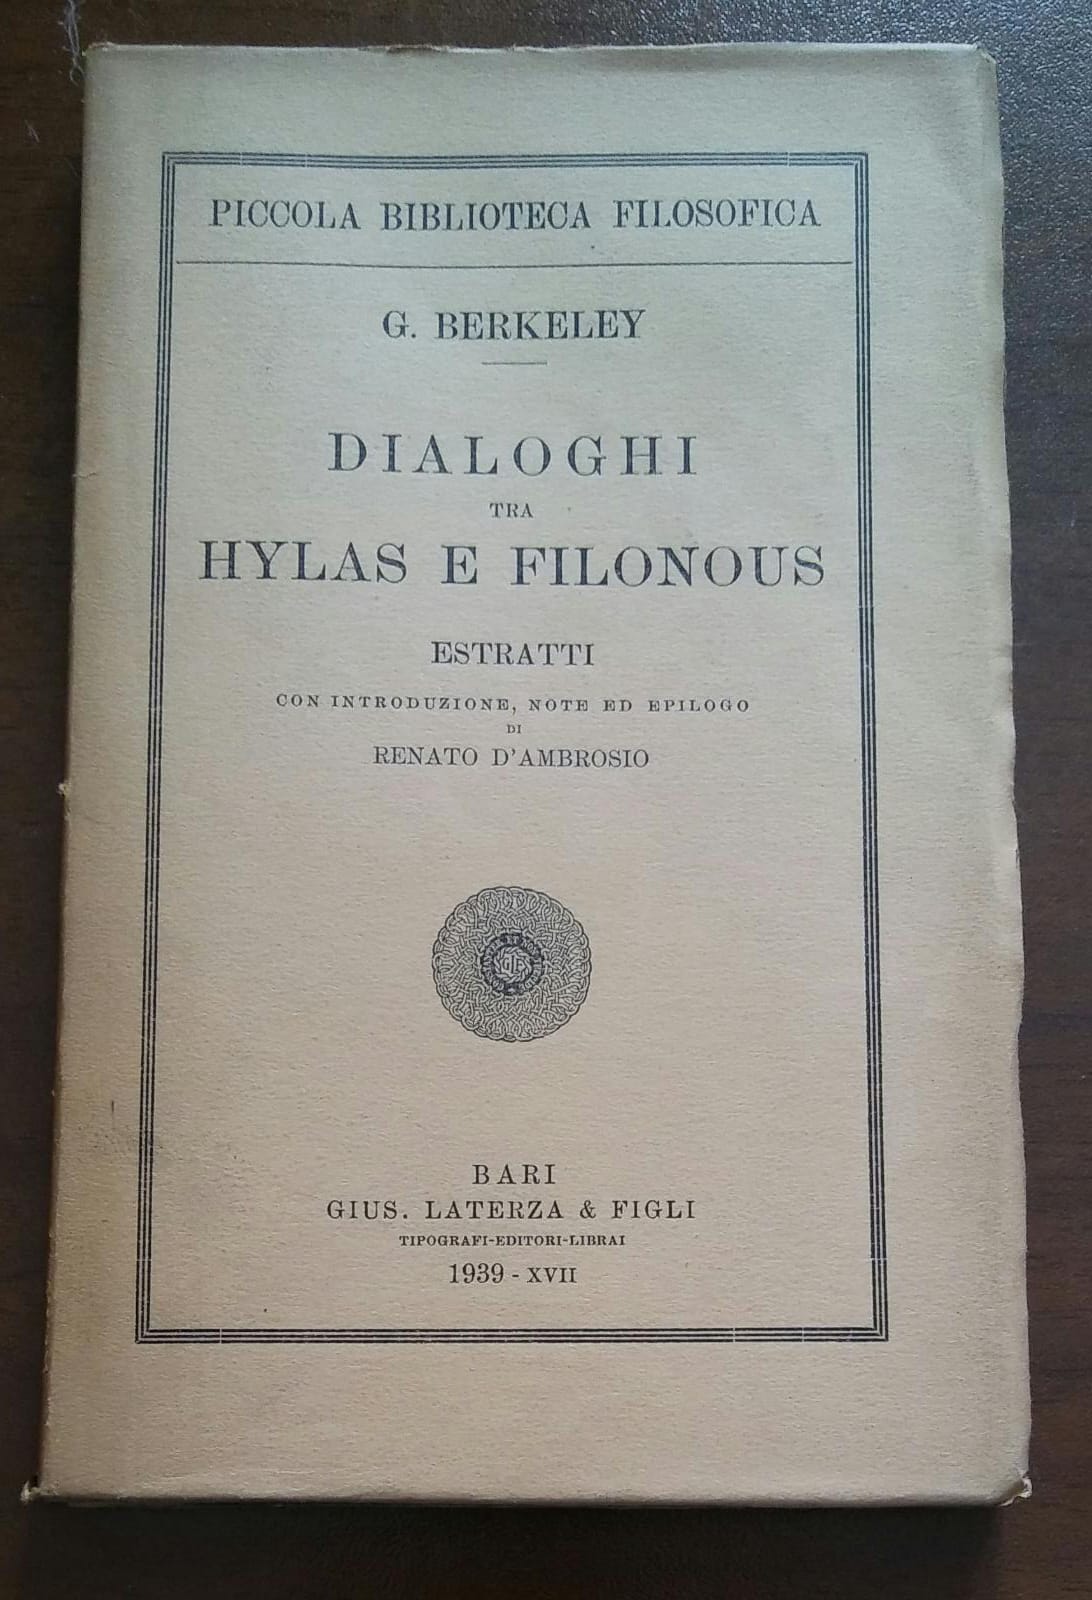 PICCOLA BIBLIOTECA FILOSOFICA
G. BERKELEY
DIALOGHI
TRA
HYLAS E FILONOUS
ESTRATTI
CON INTRODUZIONE, NOTE ED EPILOGO
DI
RENATO D'AMBROSIO
BARI
GIUS. LATERZA & FIGLI
TIPOGRAFI-EDITORI-LIBRAI
1939 - XVII